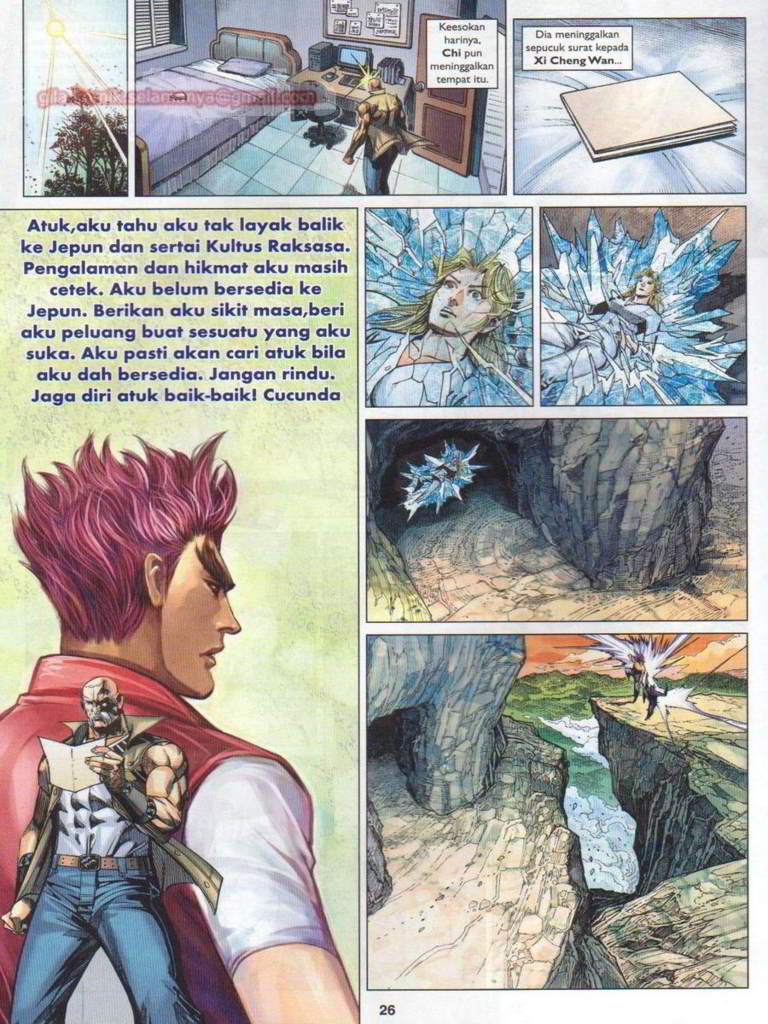 Keesokan
harinya,
Chi pun
meninggalkan
tempat itu.
Dia meninggalkan
sepucuk surat kepada
Xi Cheng Wan...
Atuk,aku tahu aku tak layak balik
ke Jepun dan sertai Kultus Raksasa.
Pengalaman dan hikmat aku masih
cetek. Aku belum bersedia ke
Jepun. Berikan aku sikit masa,beri
aku peluang buat sesuatu yang aku
suka. Aku pasti akan cari atuk bila
aku dah bersedia. Jangan rindu.
Jaga diri atuk baik-baik! Cucunda
26